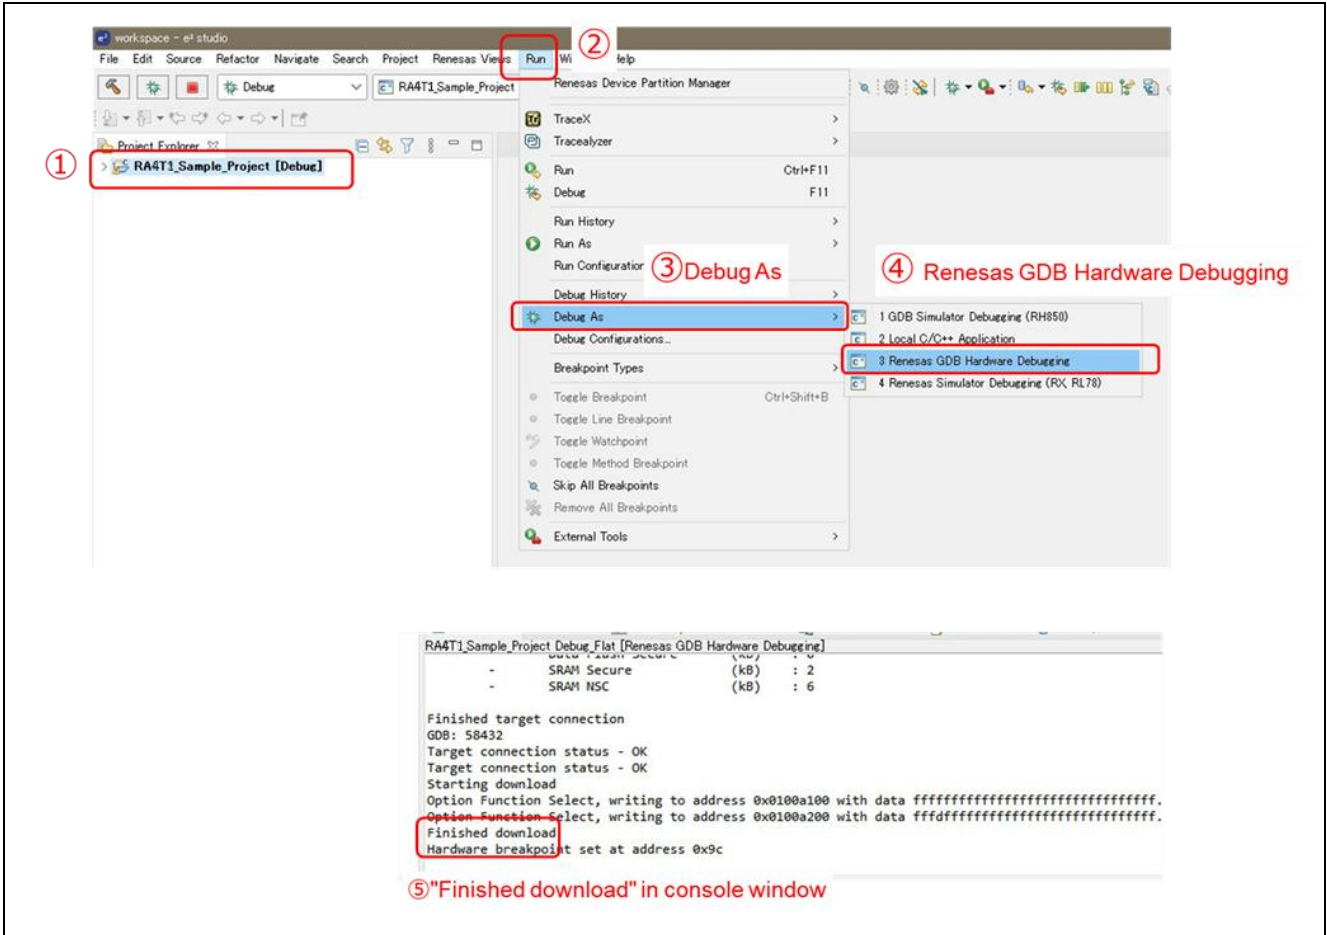 workspace - e² studio
②
File Edit Source Refactor Navigate Search Project Renesas Views Run Help
Debug
RA4T1_Sample_Project
Renesas Device Partition Manager
TraceX
Project Explorer
Tracealyzer
①
RA4T1_Sample_Project [Debug]
Run Ctrl+F11
Debug F11
Run History
Run As
Run Configuration
③Debug As
④ Renesas GDB Hardware Debugging
Debug History
Debug As
1 GDB Simulator Debugging (RH850)
Debug Configurations...
2 Local C/C++ Application
Breakpoint Types
3 Renesas GDB Hardware Debugging
4 Renesas Simulator Debugging (RX, RL78)
Toggle Breakpoint Ctrl+Shift+B
Toggle Line Breakpoint
Toggle Watchpoint
Toggle Method Breakpoint
Skip All Breakpoints
Remove All Breakpoints
External Tools
RA4T1_Sample_Project Debug_Flat [Renesas GDB Hardware Debugging]
Data Flash Secure (kB) : 0
- SRAM Secure (kB) : 2
- SRAM NSC (kB) : 6
Finished target connection
GDB: 58432
Target connection status - OK
Target connection status - OK
Starting download
Option Function Select, writing to address 0x0100a100 with data ffffffffffffffffffffffffffffffff.
Option Function Select, writing to address 0x0100a200 with data fffdffffffffffffffffffffffffffff.
Finished download
Hardware breakpoint set at address 0x9c
⑤"Finished download" in console window